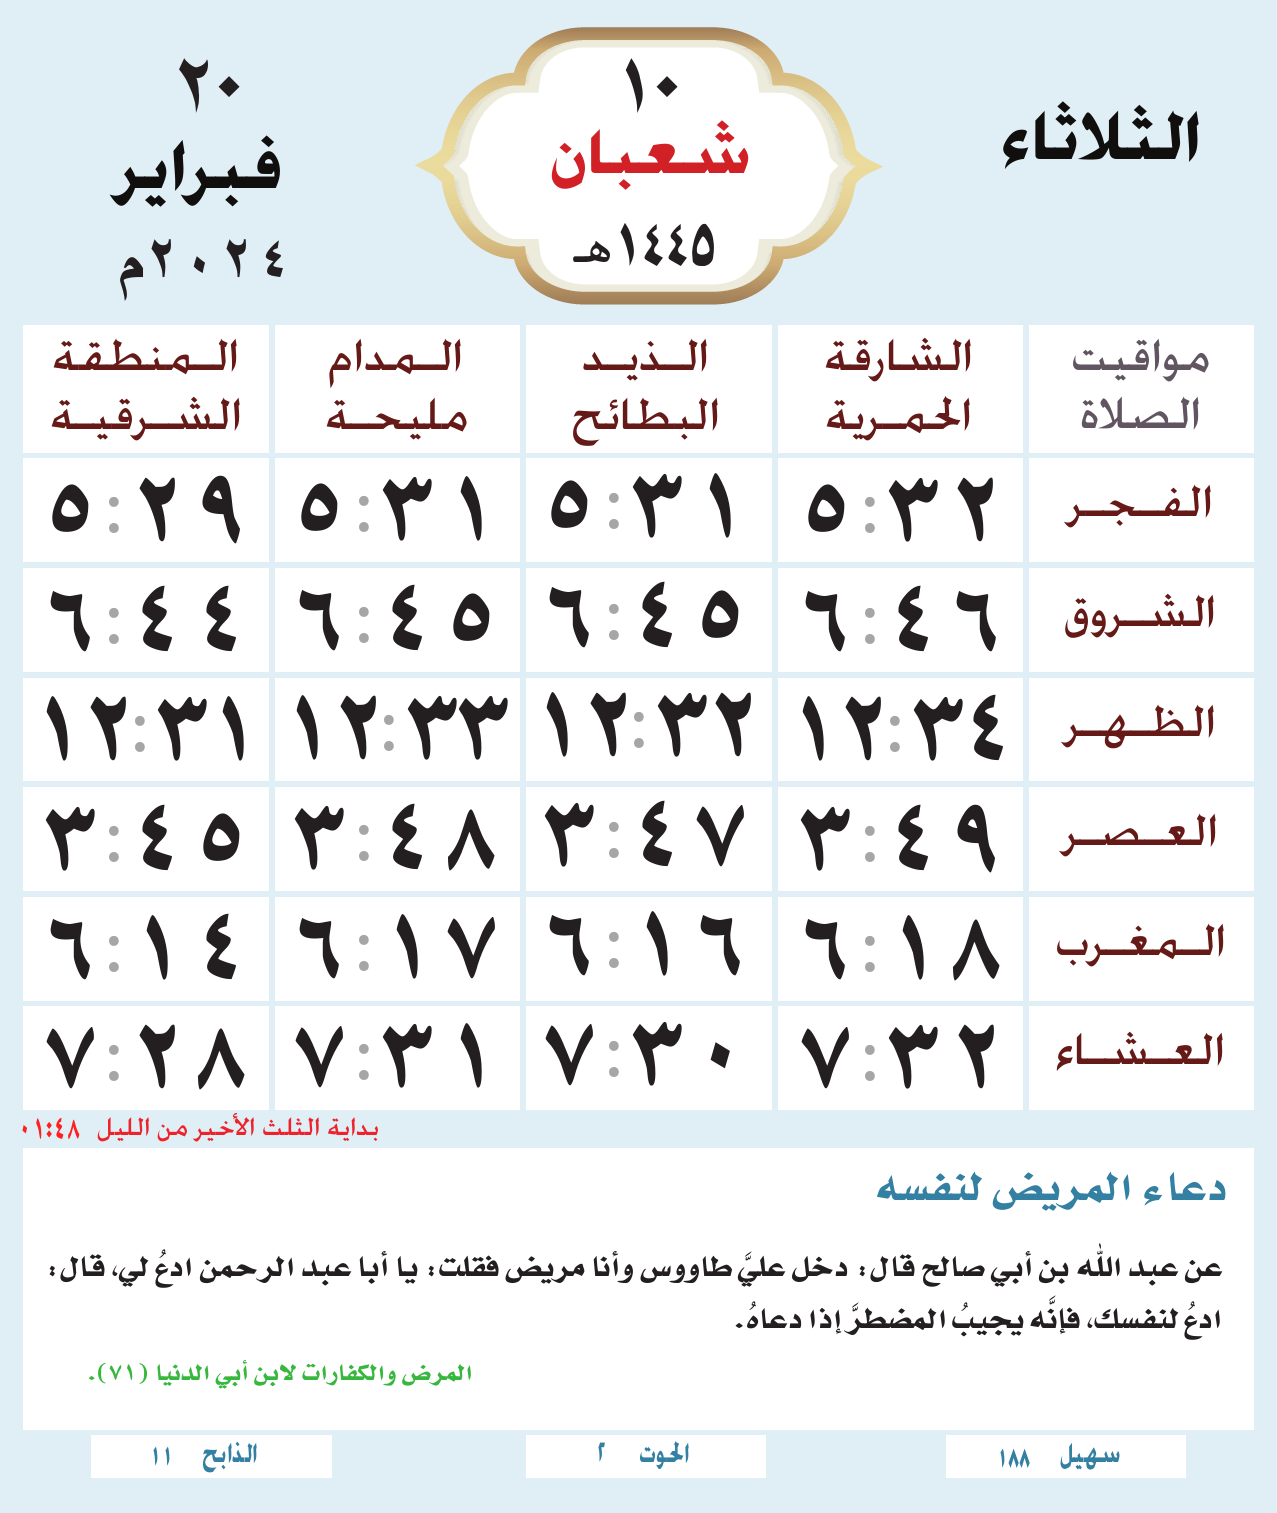 الثلاثاء
١٠
شعبان
١٤٤٥هـ
٢٠
فبراير
٢٠٢٤م
مواقيت الصلاة	الشارقة الحمرية	الذيد البطائح	المدام مليحة	المنطقة الشرقية
الفجر	٥:٣٢	٥:٣١	٥:٣١	٥:٢٩
الشروق	٦:٤٦	٦:٤٥	٦:٤٥	٦:٤٤
الظهر	١٢:٣٤	١٢:٣٢	١٢:٣٣	١٢:٣١
العصر	٣:٤٩	٣:٤٧	٣:٤٨	٣:٤٥
المغرب	٦:١٨	٦:١٦	٦:١٧	٦:١٤
العشاء	٧:٣٢	٧:٣٠	٧:٣١	٧:٢٨
بداية الثلث الأخير من الليل ٠١:٤٨
دعاء المريض لنفسه
عن عبد الله بن أبي صالح قال: دخل عليَّ طاووس وأنا مريض فقلت: يا أبا عبد الرحمن ادعُ لي، قال:
ادعُ لنفسك، فإنَّه يجيبُ المضطرَّ إذا دعاهُ.
المرض والكفارات لابن أبي الدنيا (٧١).
سهيل ١٨٨
الحوت ٢
الذابح ١١